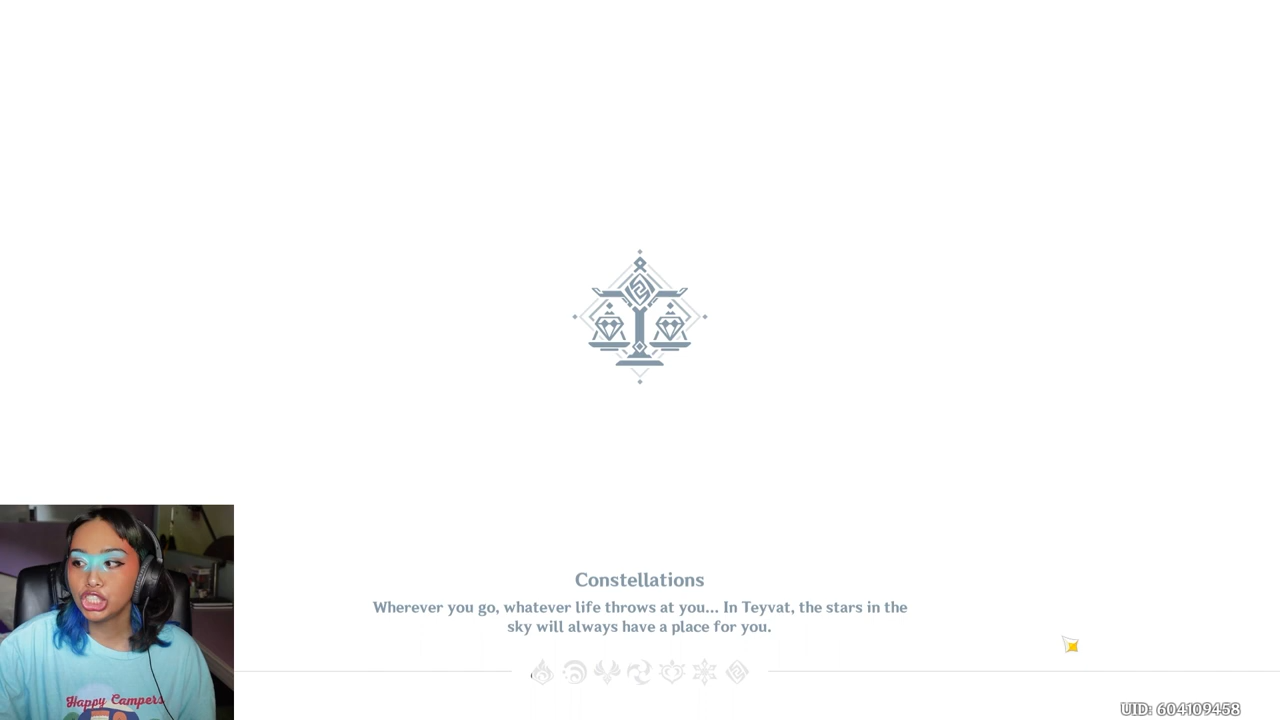 Constellations
Wherever you go, whatever life throws at you... In Teyvat, the stars in the
sky will always have a place for you.
Happy Campers
UID: 604109458